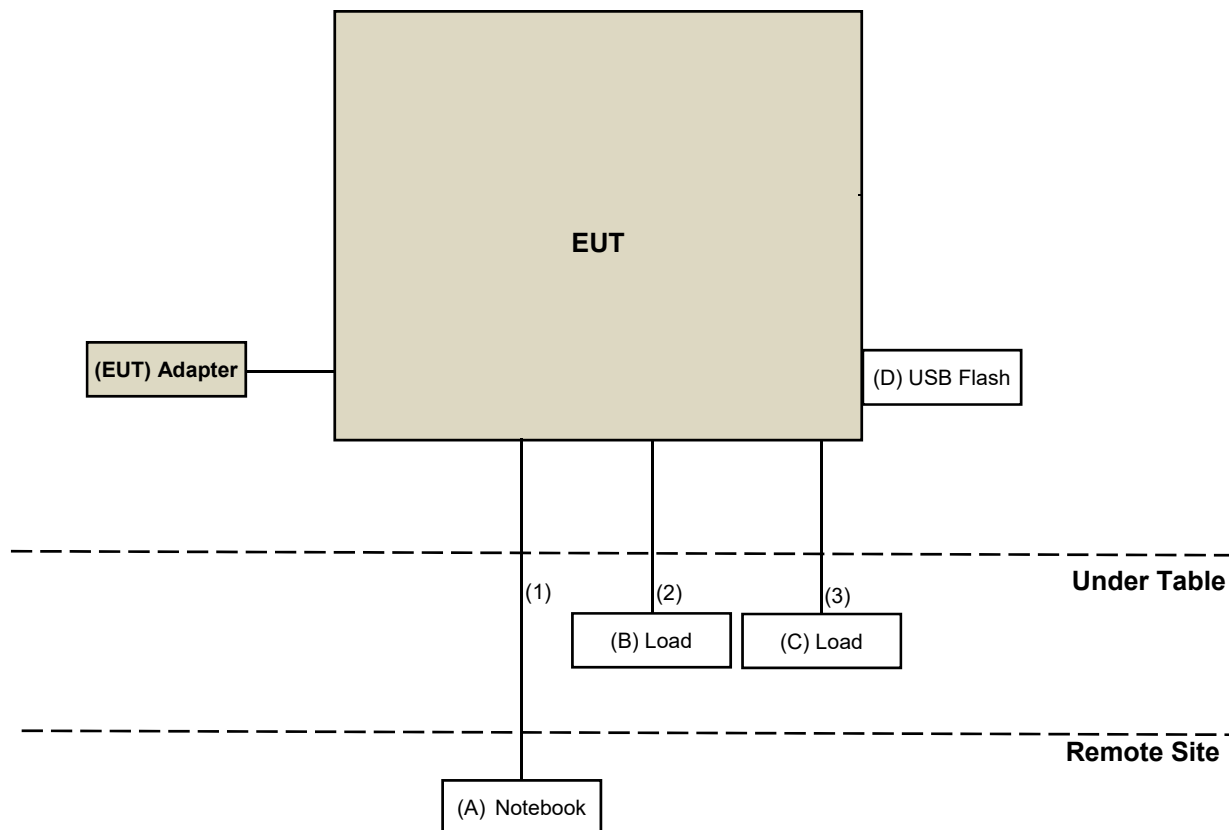 EUT
(EUT) Adapter
(D) USB Flash
Under Table
(1)
(2)
(3)
(B) Load
(C) Load
Remote Site
(A) Notebook